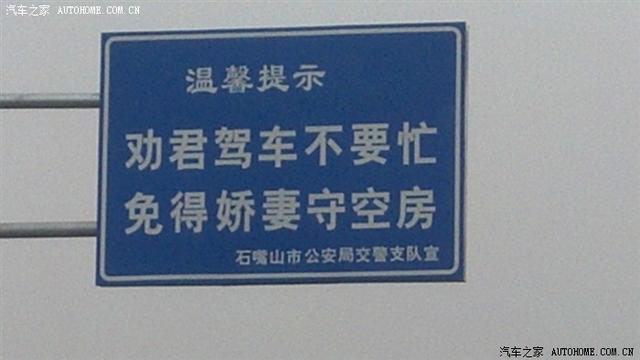 汽车之家 AUTOHOME.COM.CN
温馨提示
劝君驾车不要忙
免得娇妻守空房
石嘴山市公安局交警支队宣
汽车之家 AUTOHOME.COM.CN